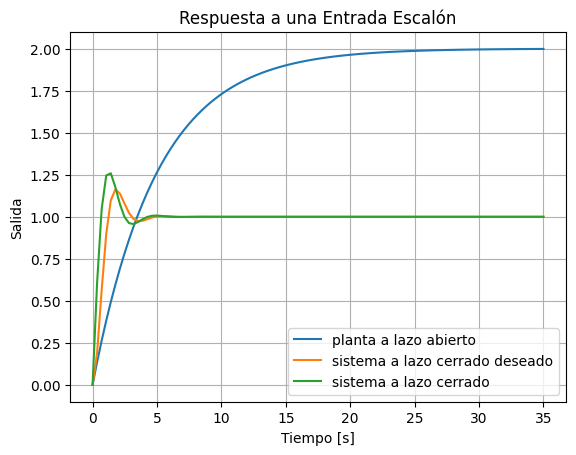 Respuesta a una Entrada Escalón
Salida
2.00
1.75
1.50
1.25
1.00
0.75
0.50
0.25
0.00
planta a lazo abierto
sistema a lazo cerrado deseado
sistema a lazo cerrado
0 5 10 15 20 25 30 35
Tiempo [s]